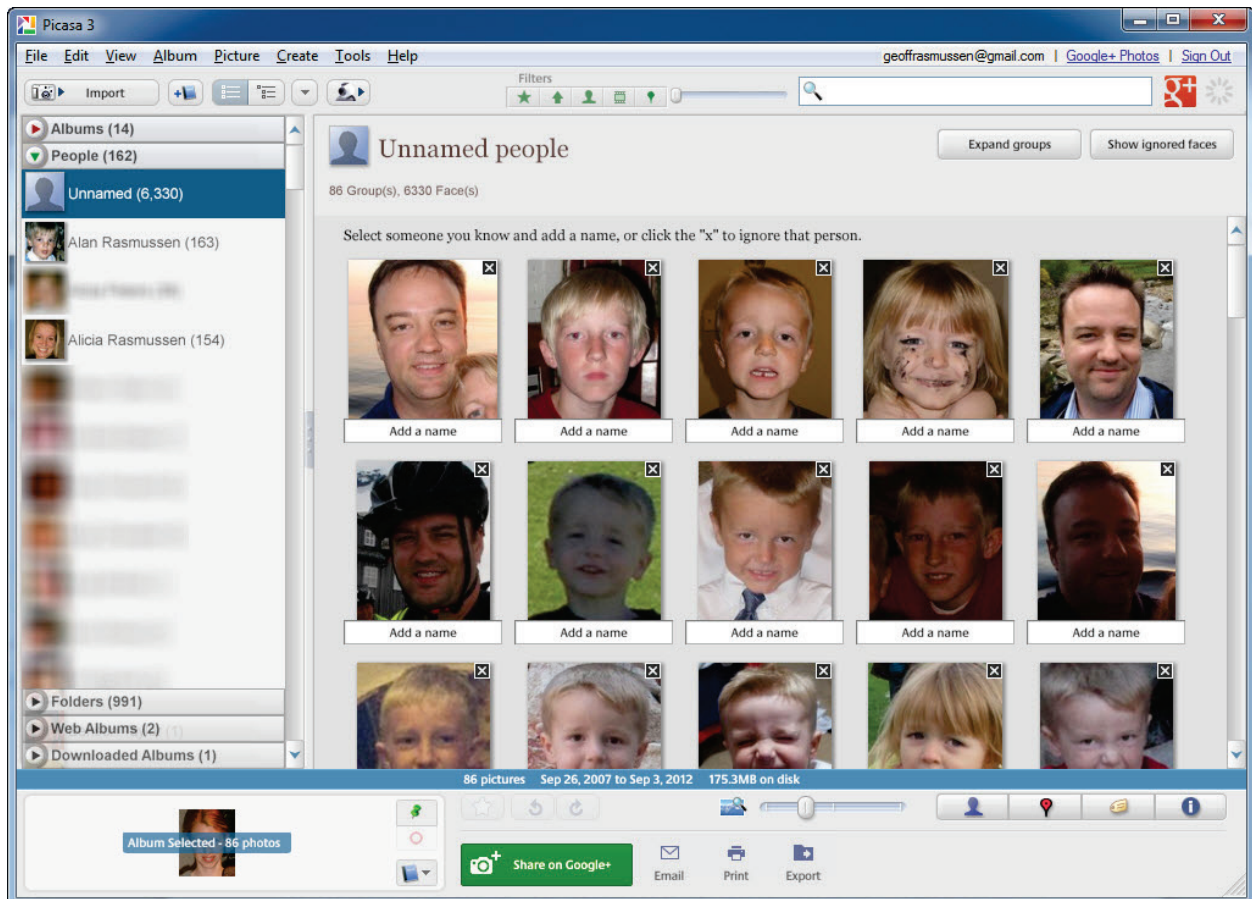 Picasa 3
File Edit View Album Picture Create Tools Help
geoffrasmussen@gmail.com | Google+ Photos | Sign Out
Import
Filters
Albums (14)
People (162)
Unnamed (6,330)
Alan Rasmussen (163)
Alicia Rasmussen (154)
Folders (991)
Web Albums (2) (1)
Downloaded Albums (1)
Unnamed people
Expand groups
Show ignored faces
86 Group(s), 6330 Face(s)
Select someone you know and add a name, or click the "x" to ignore that person.
Add a name Add a name Add a name Add a name Add a name
Add a name Add a name Add a name Add a name Add a name
86 pictures Sep 26, 2007 to Sep 3, 2012 175.3MB on disk
Album Selected - 86 photos
Share on Google+
Email Print Export